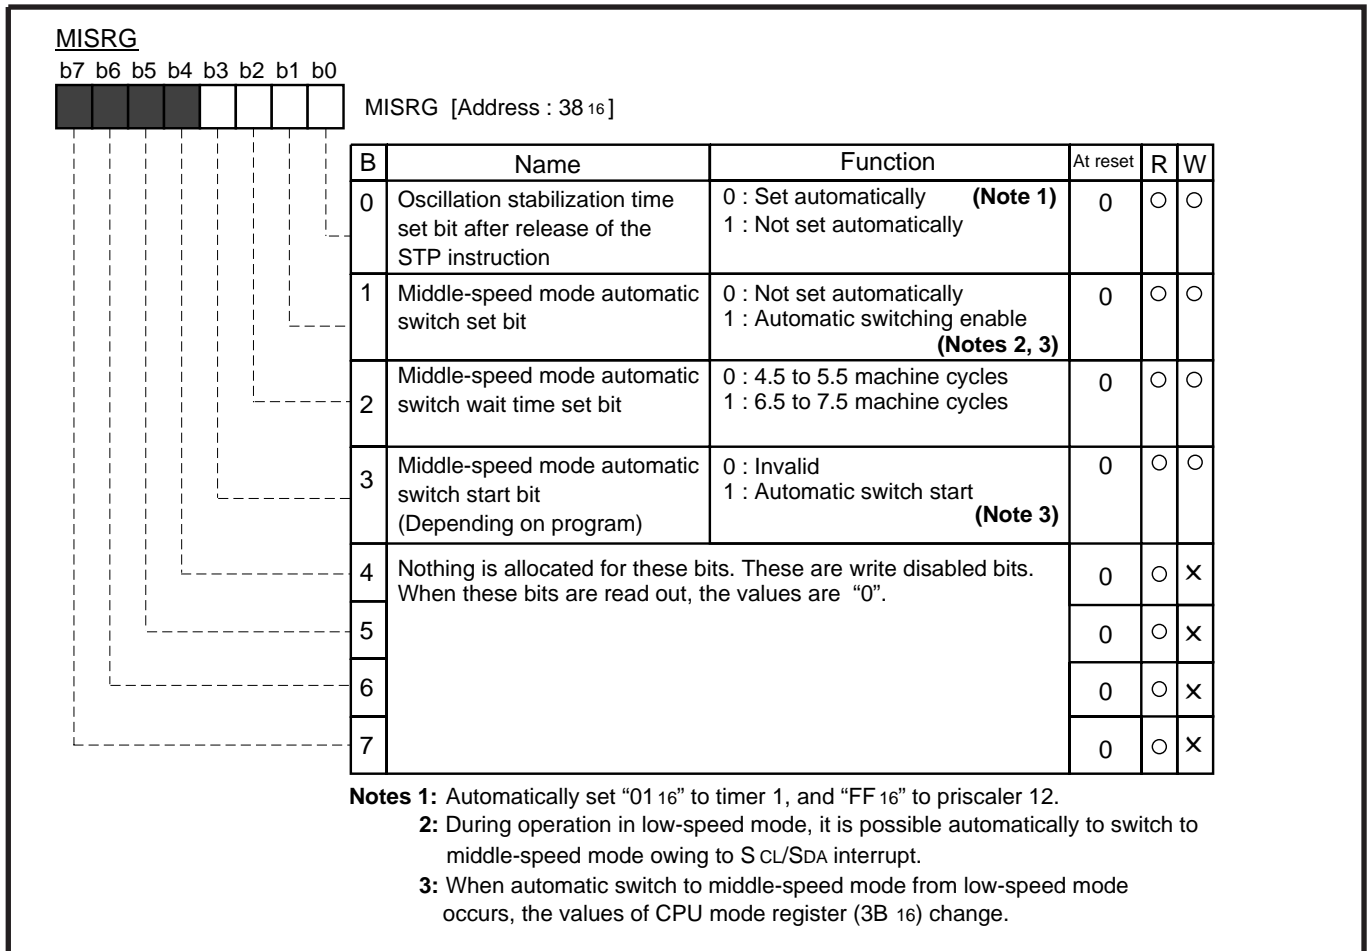 MISRG
b7 b6 b5 b4 b3 b2 b1 b0
MISRG [Address : 38 16 ]
B Name Function At reset R W
0 Oscillation stabilization time
set bit after release of the
STP instruction
0 : Set automatically (Note 1)
1 : Not set automatically
0 ○ ○
1 Middle-speed mode automatic
switch set bit
0 : Not set automatically
1 : Automatic switching enable
(Notes 2, 3)
0 ○ ○
2 Middle-speed mode automatic
switch wait time set bit
0 : 4.5 to 5.5 machine cycles
1 : 6.5 to 7.5 machine cycles
0 ○ ○
3 Middle-speed mode automatic
switch start bit
(Depending on program)
0 : Invalid
1 : Automatic switch start
(Note 3)
0 ○ ○
4 Nothing is allocated for these bits. These are write disabled bits.
When these bits are read out, the values are “0”.
0 ○ ×
5 0 ○ ×
6 0 ○ ×
7 0 ○ ×
Notes 1: Automatically set “01 16” to timer 1, and “FF 16” to priscaler 12.
2: During operation in low-speed mode, it is possible automatically to switch to
middle-speed mode owing to S CL/SDA interrupt.
3: When automatic switch to middle-speed mode from low-speed mode
occurs, the values of CPU mode register (3B 16) change.